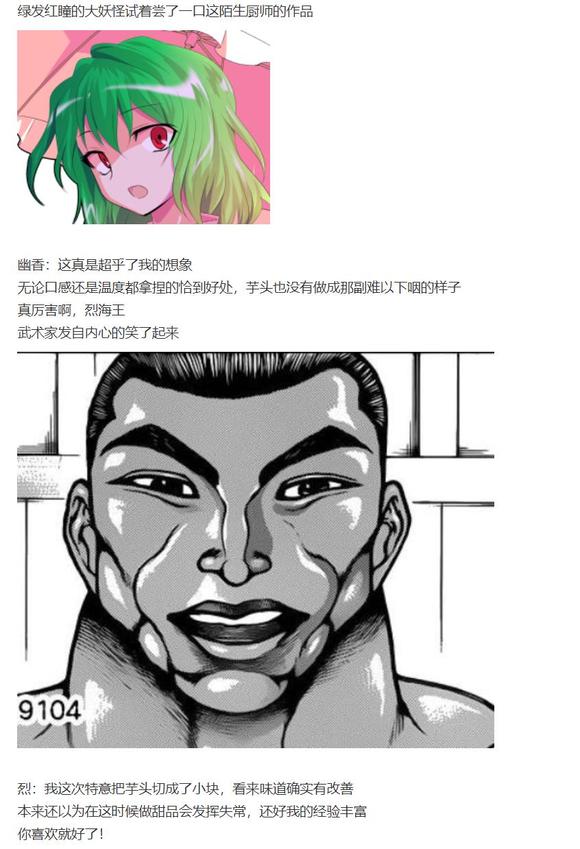 绿发红瞳的大妖怪试着尝了一口这陌生厨师的作品
幽香：这真是超乎了我的想象
无论口感还是温度都拿捏的恰到好处，芋头也没有做成那副难以下咽的样子
真厉害啊，烈海王
武术家发自内心的笑了起来
9104
烈：我这次特意把芋头切成了小块，看来味道确实有改善
本来还以为在这时候做甜品会发挥失常，还好我的经验丰富
你喜欢就好了！